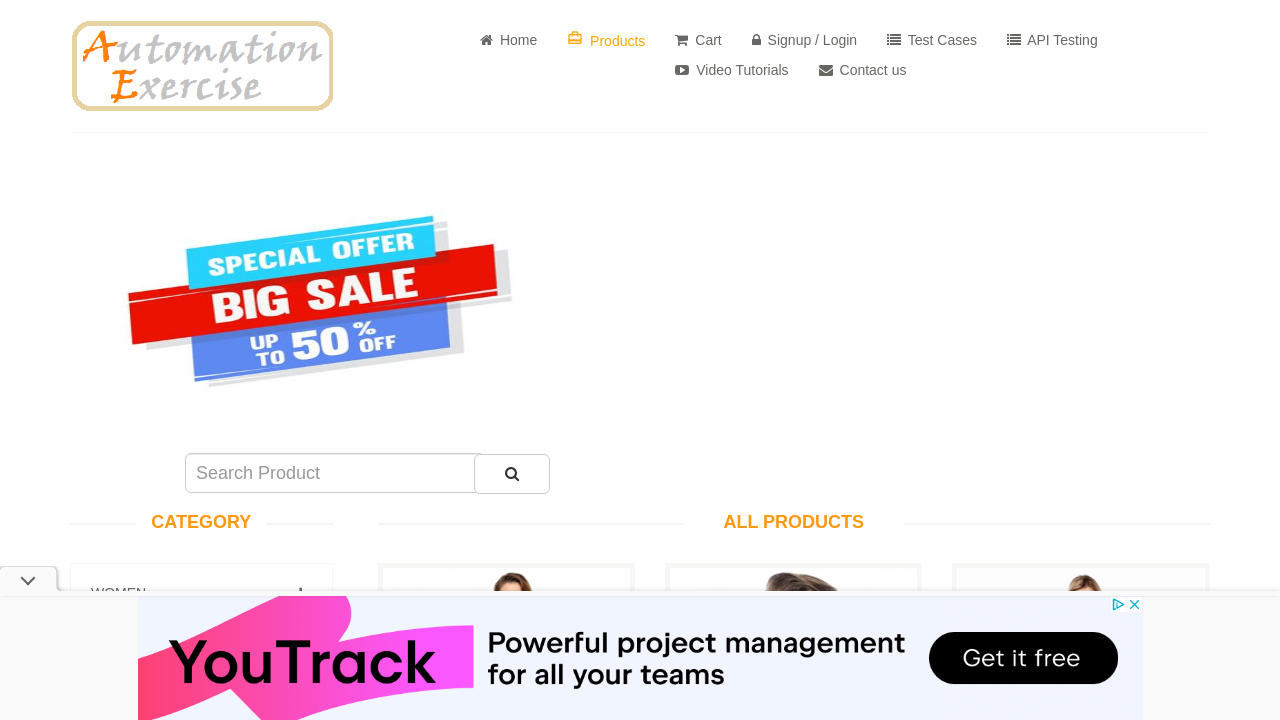 Automation
Exercise
Home
Products
Cart
Signup / Login
Test Cases
API Testing
Video Tutorials
Contact us
SPECIAL OFFER
BIG SALE
UP TO 50% OFF
Search Product
CATEGORY
ALL PRODUCTS
WOMEN
YouTrack
Powerful project management
for all your teams
Get it free